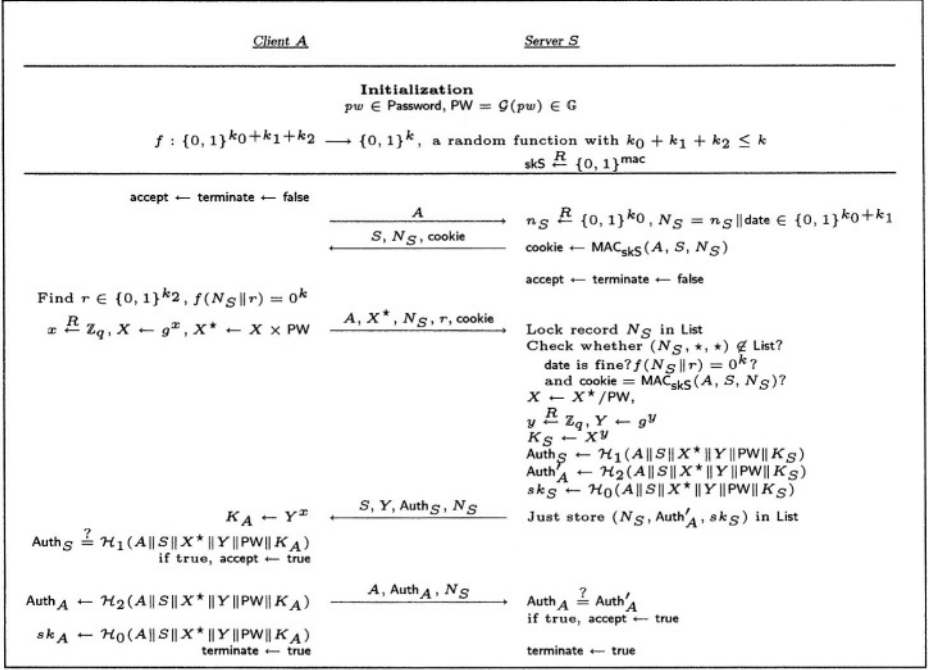 Client A Server S
Initialization
pw ∈ Password, PW = 𝒢(pw) ∈ 𝔾
f : {0, 1}^{k0+k1+k2} ⟶ {0, 1}^k, a random function with k0 + k1 + k2 ≤ k
skS ←R {0, 1}^mac
accept ← terminate ← false
A
n_S ←R {0, 1}^{k0}, N_S = n_S‖date ∈ {0, 1}^{k0+k1}
S, N_S, cookie
cookie ← MAC_skS(A, S, N_S)
accept ← terminate ← false
Find r ∈ {0, 1}^{k2}, f(N_S‖r) = 0^k
x ←R ℤ_q, X ← g^x, X* ← X × PW
A, X*, N_S, r, cookie
Lock record N_S in List
Check whether (N_S, *, *) ∉ List?
date is fine? f(N_S‖r) = 0^k?
and cookie = MAC_skS(A, S, N_S)?
X ← X*/PW,
y ←R ℤ_q, Y ← g^y
K_S ← X^y
Auth_S ← ℋ_1(A‖S‖X*‖Y‖PW‖K_S)
Auth'_A ← ℋ_2(A‖S‖X*‖Y‖PW‖K_S)
sk_S ← ℋ_0(A‖S‖X*‖Y‖PW‖K_S)
K_A ← Y^x
S, Y, Auth_S, N_S
Just store (N_S, Auth'_A, sk_S) in List
Auth_S =? ℋ_1(A‖S‖X*‖Y‖PW‖K_A)
if true, accept ← true
Auth_A ← ℋ_2(A‖S‖X*‖Y‖PW‖K_A)
A, Auth_A, N_S
Auth_A =? Auth'_A
if true, accept ← true
sk_A ← ℋ_0(A‖S‖X*‖Y‖PW‖K_A)
terminate ← true terminate ← true